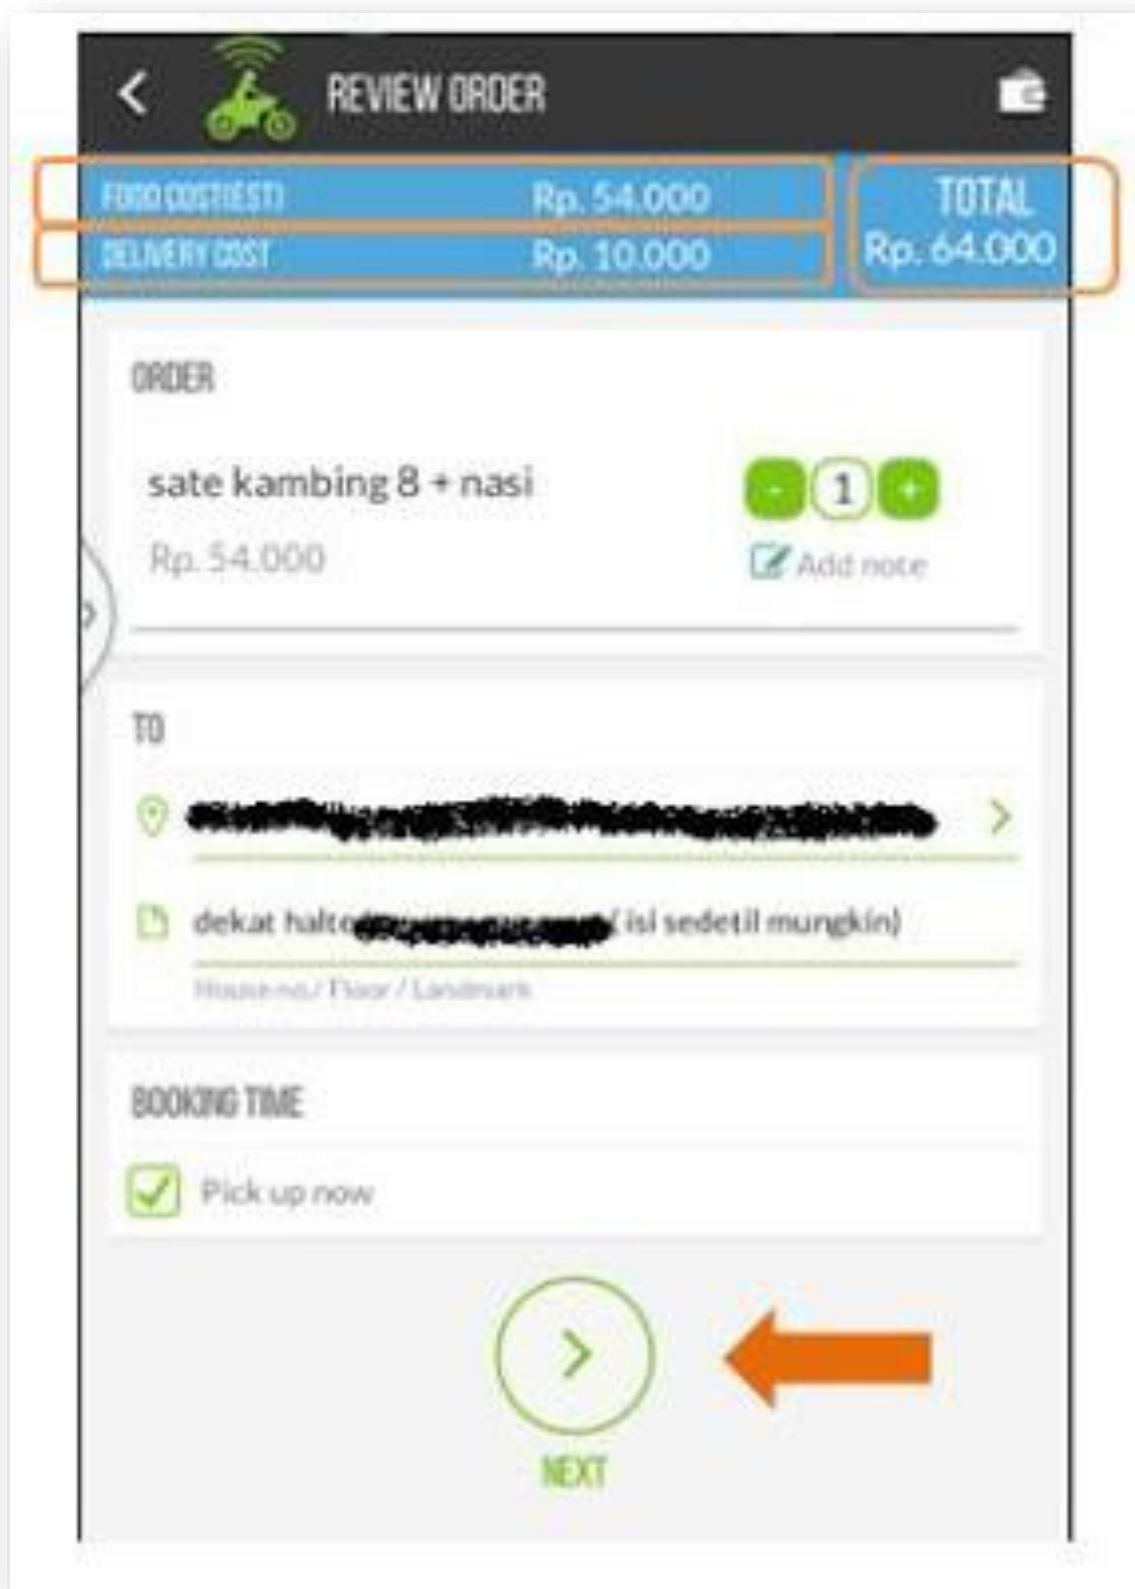 REVIEW ORDER
FOOD COST(EST) Rp. 54.000
DELIVERY COST Rp. 10.000
TOTAL
Rp. 64.000
ORDER
sate kambing 8 + nasi
- 1 +
Rp. 54.000
Add note
TO
dekat halte ( isi sedetil mungkin)
House no./ Floor / Landmark
BOOKING TIME
Pick up now
NEXT